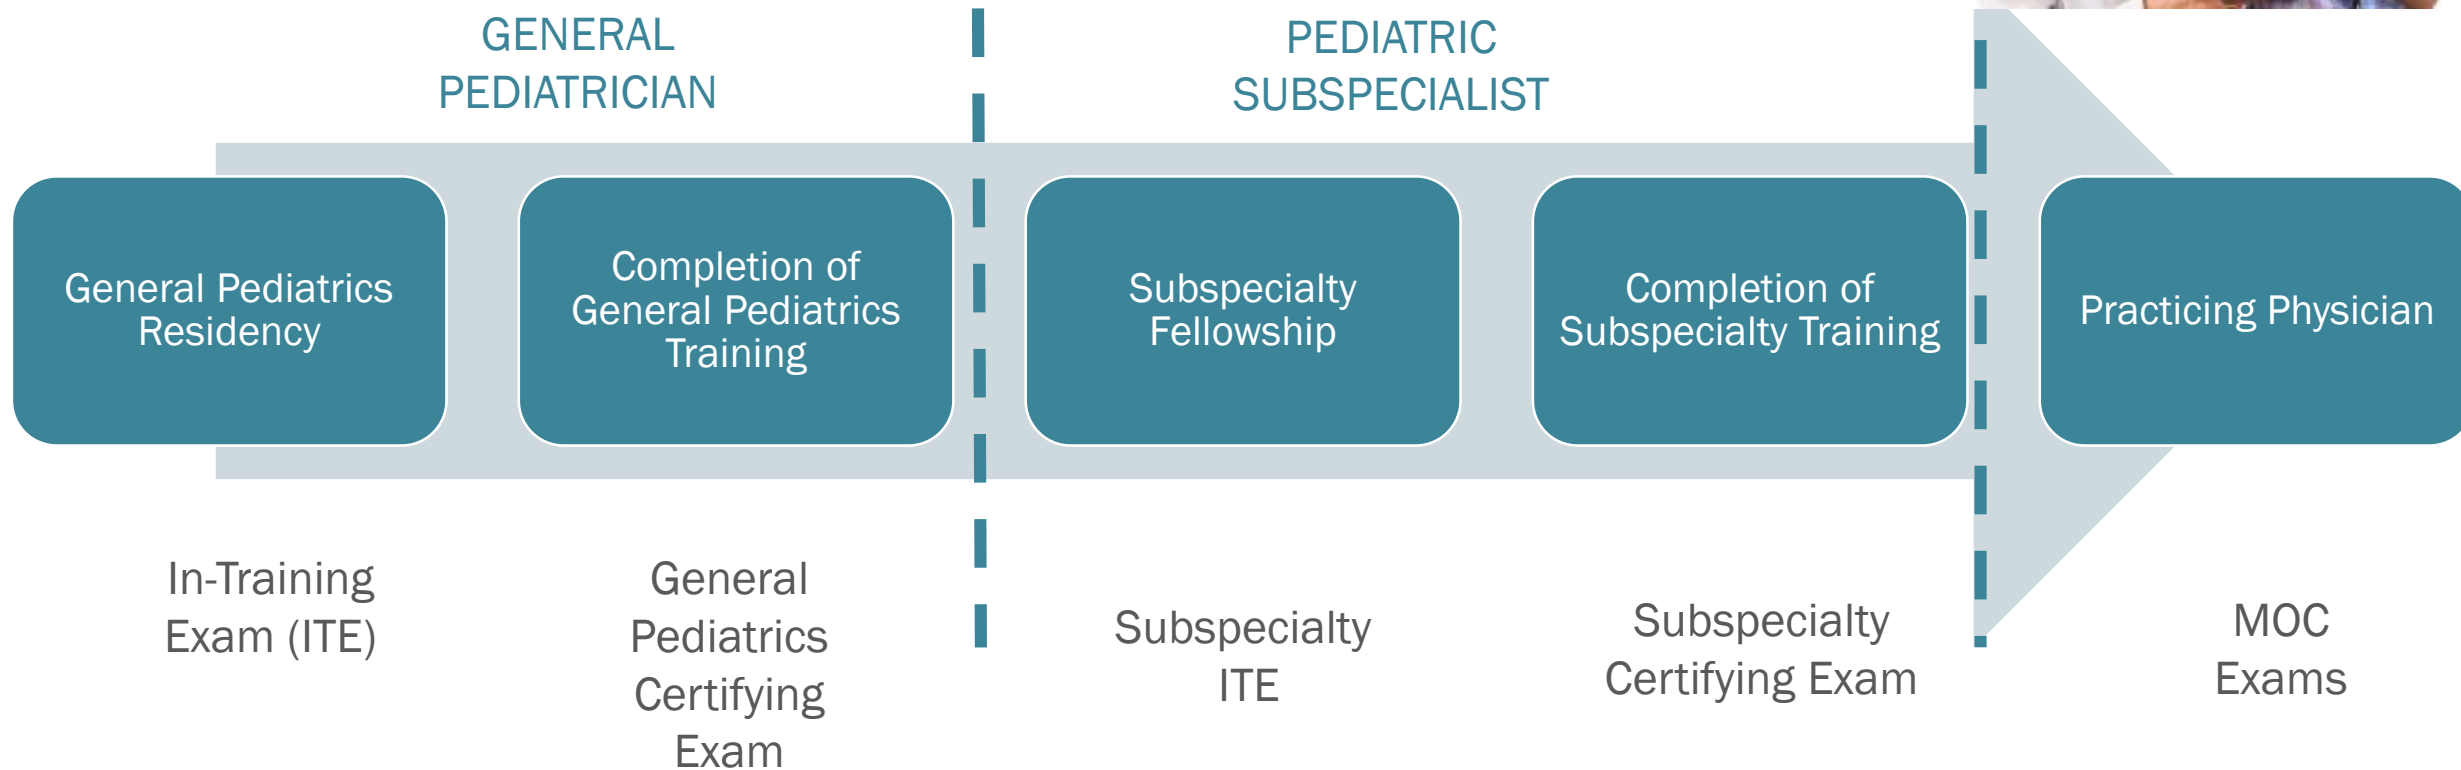 GENERAL
PEDIATRICIAN
PEDIATRIC
SUBSPECIALIST
General Pediatrics
Residency
Completion of
General Pediatrics
Training
Subspecialty
Fellowship
Completion of
Subspecialty Training
Practicing Physician
In-Training
Exam (ITE)
General
Pediatrics
Certifying
Exam
Subspecialty
ITE
Subspecialty
Certifying Exam
MOC
Exams